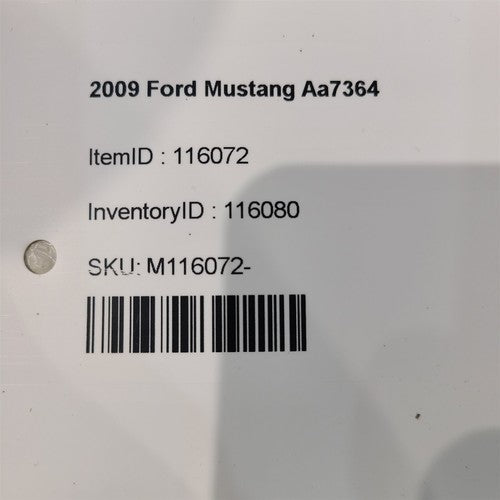 2009 Ford Mustang Aa7364
ItemID : 116072
InventoryID : 116080
SKU: M116072-